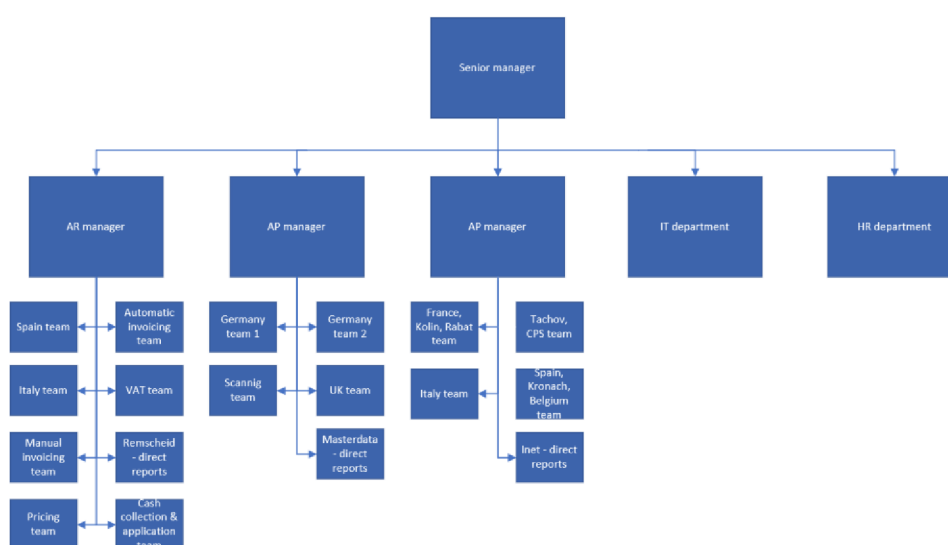 Senior manager
AR manager
AP manager
AP manager
IT department
HR department
Spain team
Automatic
invoicing
team
Germany
team 1
Germany
team 2
France,
Kolin, Rabat
team
Tachov,
CPS team
Italy team
VAT team
Scannig
team
UK team
Italy team
Spain,
Kronach,
Belgium
team
Manual
invoicing
team
Remscheid
- direct
reports
Masterdata
- direct
reports
Inet - direct
reports
Pricing
team
Cash
collection &
application
team